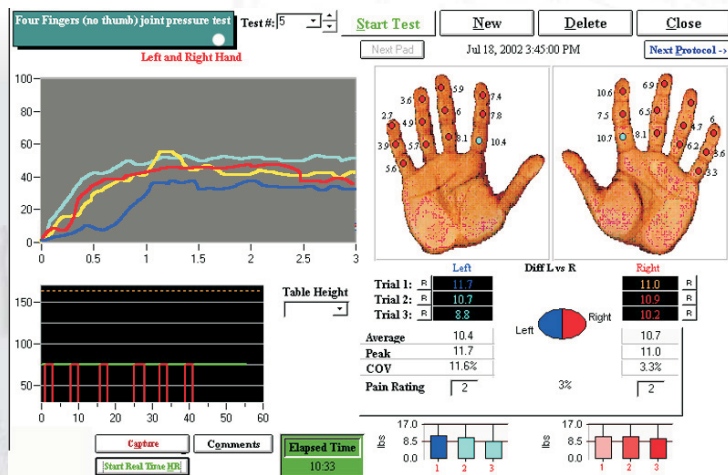 Four Fingers (no thumb) joint pressure test
Test #: 5
Start Test
New
Delete
Close
Next Pad
Jul 18, 2002 3:45:00 PM
Next Protocol ->
Left and Right Hand
100
80
60
40
20
0
0 0.5 1 1.5 2 2.5 3
2.7
3.9
5.6
3.6
4.9
5.7
5.9
6
8.1
7.4
7.8
10.4
10.6
7.5
10.7
6.9
6.5
8.1
4.7
6.2
6
3.6
3.3
Left
Diff L vs R
Right
Trial 1: R 11.7 11.0 R
Trial 2: R 10.7 10.9 R
Trial 3: R 8.8 10.2 R
Left
Right
Average 10.4 10.7
Peak 11.7 11.0
COV 11.6% 3.3%
Pain Rating 2 3% 2
Table Height
150
100
50
0 10 20 30 40 50 60
Capture
Comments
Start Real Time HR
Elapsed Time
10:33
lbs
17.0
8.5
0.0
1 2 3
lbs
17.0
8.5
0.0
1 2 3